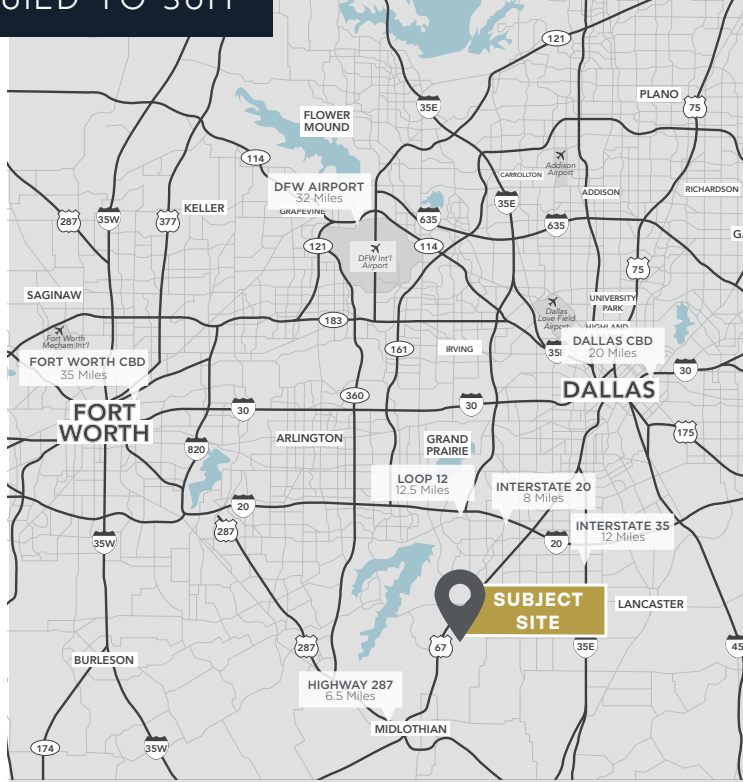 BUILD TO SUIT
121
PLANO
75
35E
FLOWER
MOUND
114
CARROLLTON
Addison
Airport
DFW AIRPORT
32 Miles
ADDISON
RICHARDSON
35E
GRAPEVINE
KELLER
287
35W
377
635
635
121
114
DFW Int'l
Airport
75
SAGINAW
UNIVERSITY
PARK
Dallas
Love Field
Airport
183
HIGHLAND
Fort Worth
Mecham Int'l
161
IRVING
35E
DALLAS CBD
20 Miles
FORT WORTH CBD
35 Miles
30
DALLAS
360
30
30
FORT
WORTH
175
ARLINGTON
GRAND
PRAIRIE
820
LOOP 12
12.5 Miles
INTERSTATE 20
8 Miles
20
287
INTERSTATE 35
12 Miles
35W
20
SUBJECT
SITE
LANCASTER
287
67
35E
45
BURLESON
HIGHWAY 287
6.5 Miles
MIDLOTHIAN
174
35W